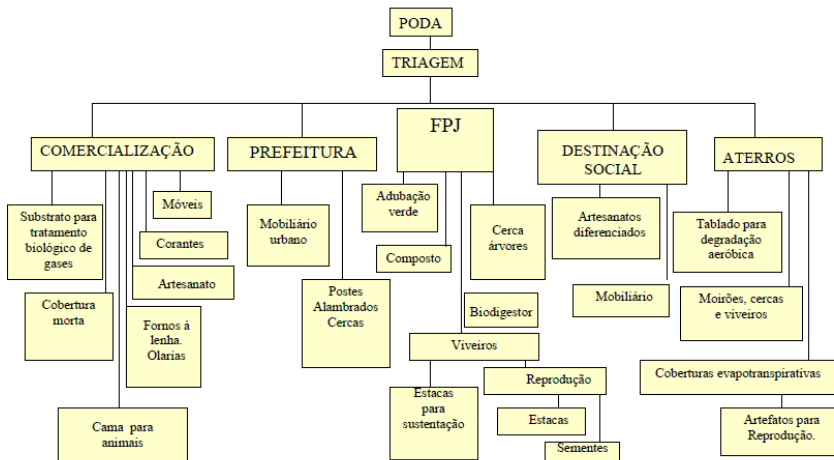 PODA
TRIAGEM
COMERCIALIZAÇÃO
PREFEITURA
FPJ
DESTINAÇÃO
SOCIAL
ATERROS
Substrato para
tratamento
biológico de
gases
Móveis
Corantes
Artesanato
Cobertura
morta
Fornos à
lenha.
Olarias
Cama para
animais
Mobiliário
urbano
Postes
Alambrados
Cercas
Adubação
verde
Composto
Cerca
árvores
Biodigestor
Viveiros
Estacas
para
sustentação
Reprodução
Estacas
Sementes
Artesanatos
diferenciados
Mobiliário
Tablado para
degradação
aeróbica
Moirões, cercas
e viveiros
Coberturas evapotranspirativas
Artefatos para
Reprodução.